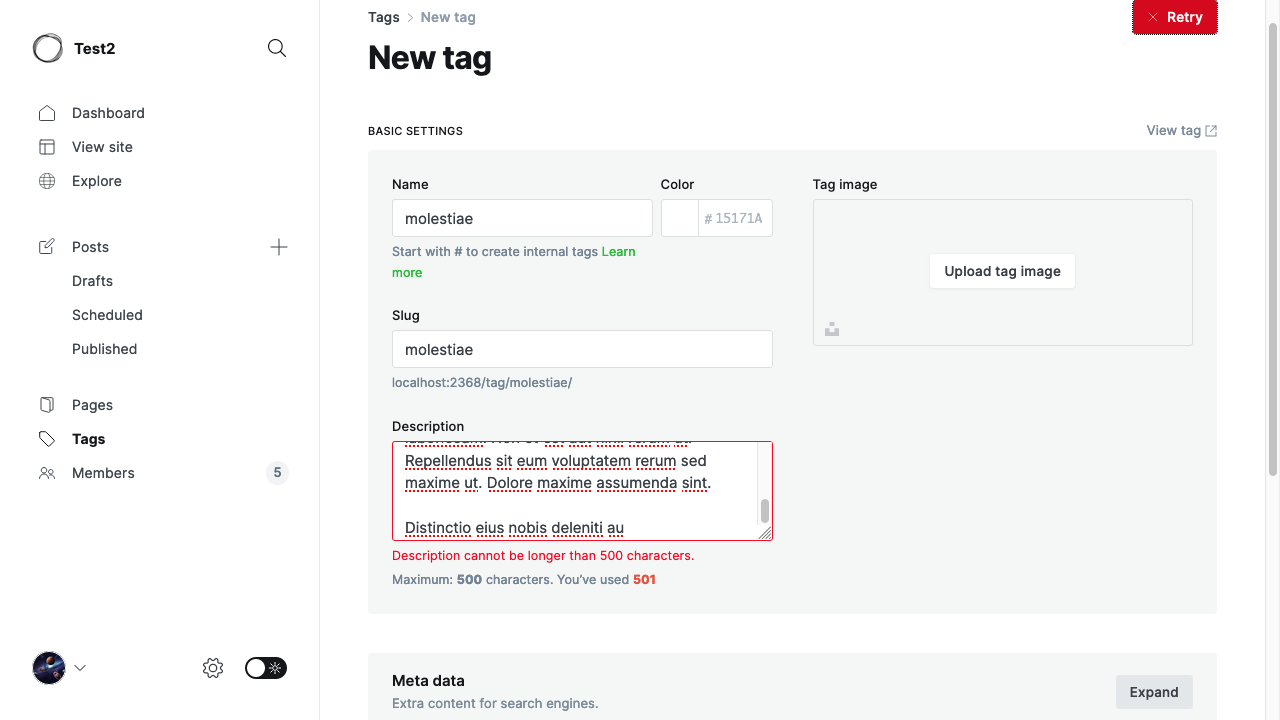 Test2
Dashboard
View site
Explore
Posts
Drafts
Scheduled
Published
Pages
Tags
Members 5
Tags > New tag
Retry
New tag
BASIC SETTINGS
View tag
Name
molestiae
Color
# 15171A
Start with # to create internal tags Learn
more
Slug
molestiae
localhost:2368/tag/molestiae/
Description
Repellendus sit eum voluptatem rerum sed
maxime ut. Dolore maxime assumenda sint.
Distinctio eius nobis deleniti au
Description cannot be longer than 500 characters.
Maximum: 500 characters. You’ve used 501
Tag image
Upload tag image
Meta data
Extra content for search engines.
Expand